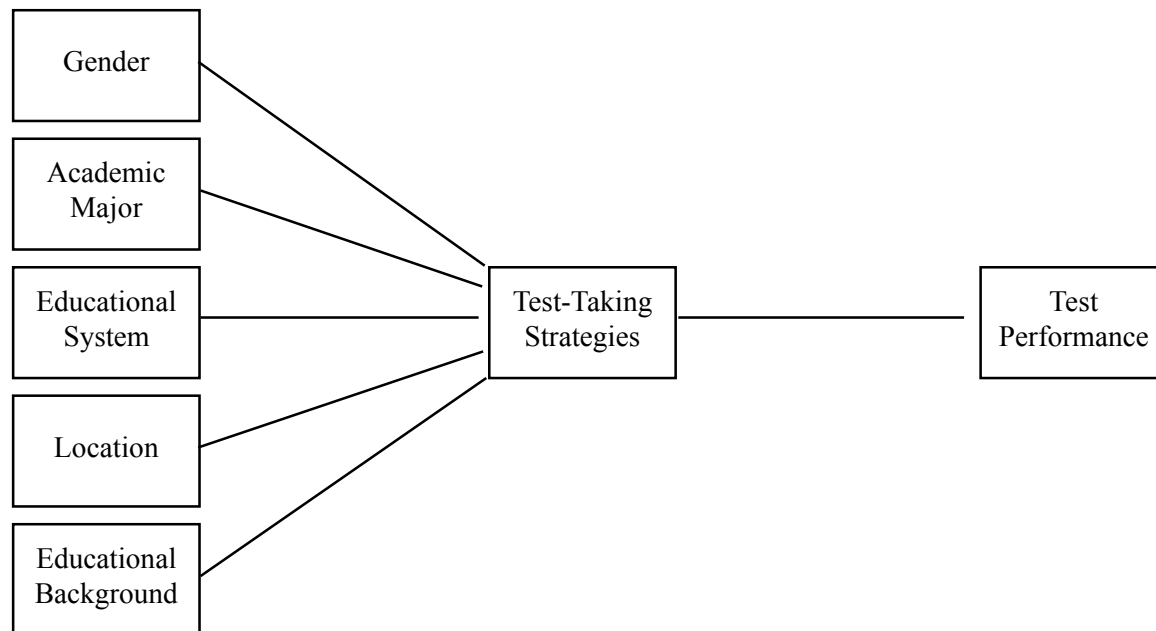 Gender
Academic
Major
Educational
System
Location
Educational
Background
Test-Taking
Strategies
Test
Performance